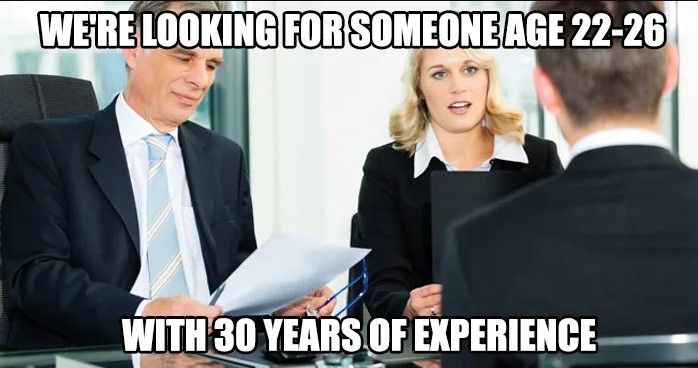 WE'RE LOOKING FOR SOMEONE AGE 22-26
WITH 30 YEARS OF EXPERIENCE